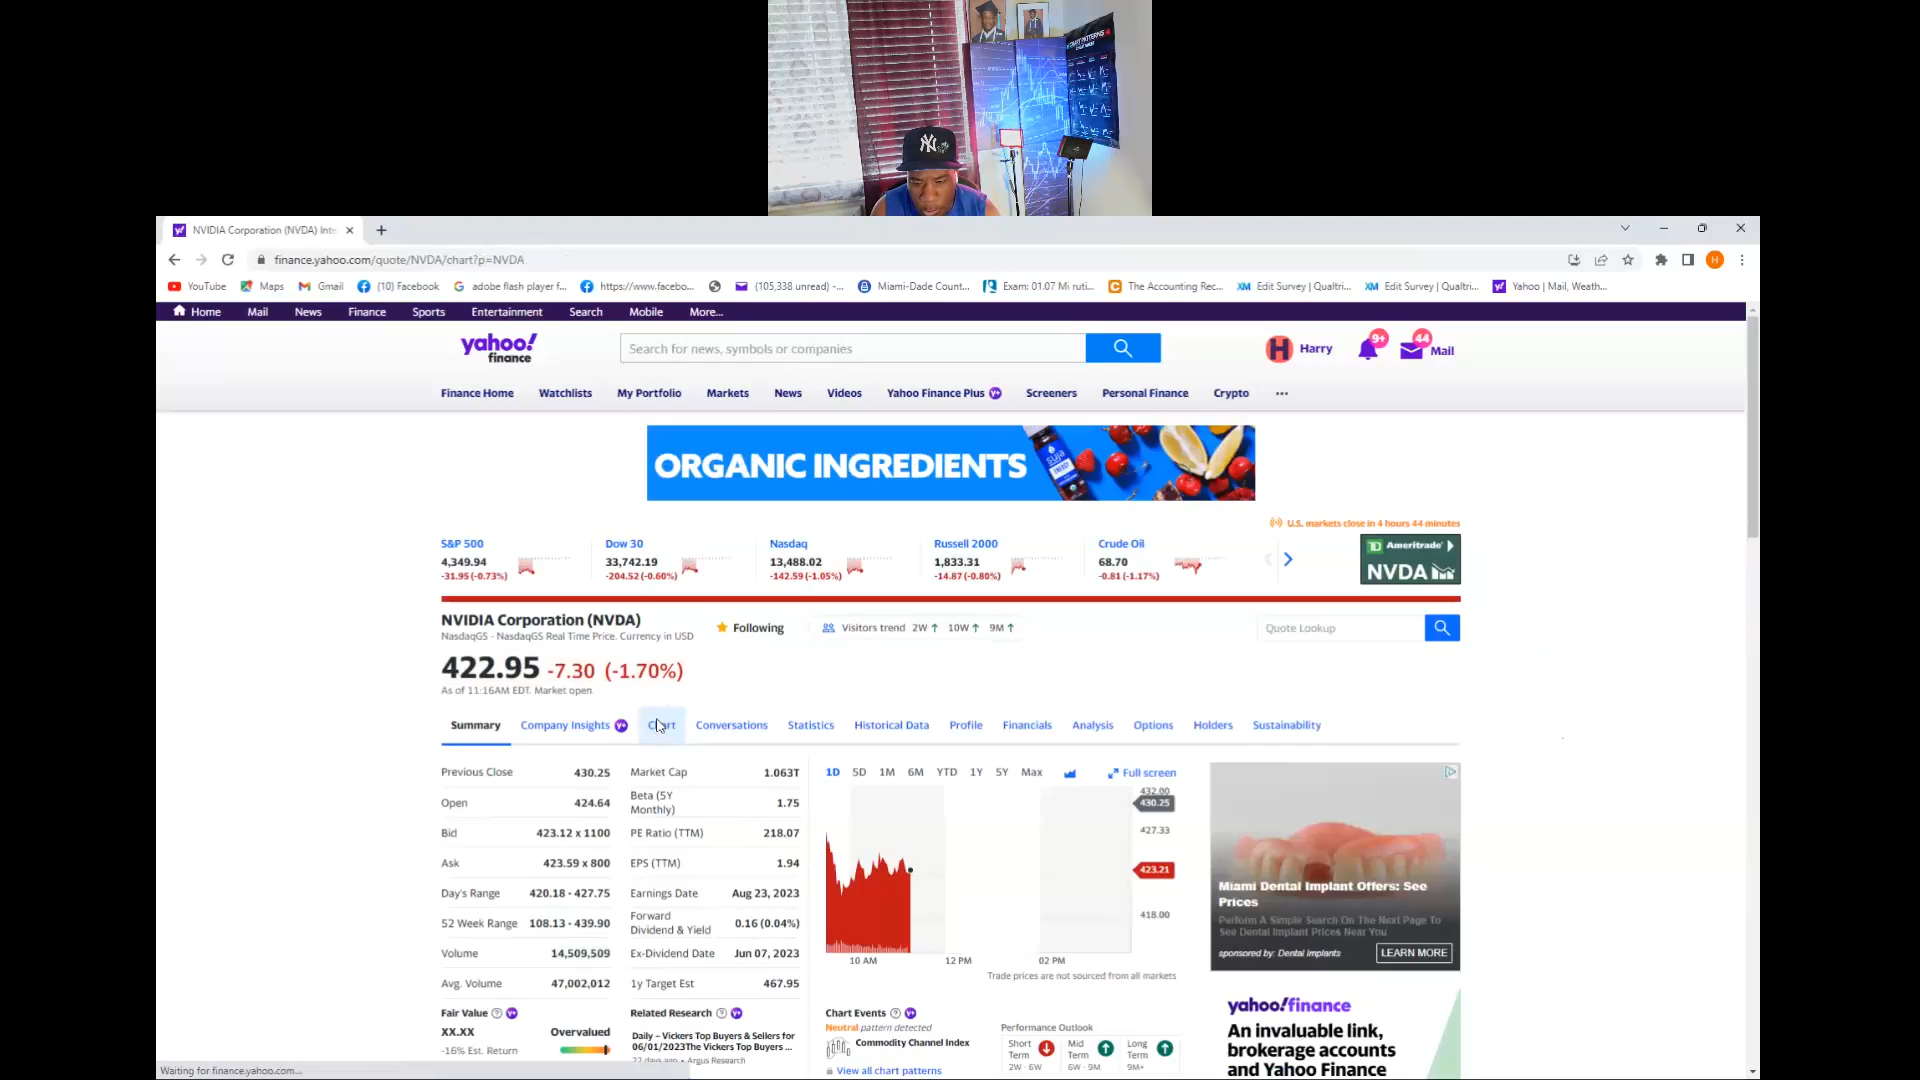 CHART PATTERNS
NVIDIA Corporation (NVDA) Inte
finance.yahoo.com/quote/NVDA/chart?p=NVDA
H
YouTube Maps Gmail (10) Facebook adobe flash player f... https://www.facebo... (105,338 unread) -... Miami-Dade Count... Exam: 01.07 Mi ruti... The Accounting Rec... XM Edit Survey | Qualtri... XM Edit Survey | Qualtri... Yahoo | Mail, Weath...
Home Mail News Finance Sports Entertainment Search Mobile More...
yahoo!
finance
Search for news, symbols or companies
H Harry 9+ 44 Mail
Finance Home Watchlists My Portfolio Markets News Videos Yahoo Finance Plus Screeners Personal Finance Crypto ...
ORGANIC INGREDIENTS
suja
ENERGY
U.S. markets close in 4 hours 44 minutes
S&P 500 Dow 30 Nasdaq Russell 2000 Crude Oil
4,349.94 33,742.19 13,488.02 1,833.31 68.70
-31.95 (-0.73%) -204.52 (-0.60%) -142.59 (-1.05%) -14.87 (-0.80%) -0.81 (-1.17%)
TD Ameritrade
NVDA
NVIDIA Corporation (NVDA)
NasdaqGS - NasdaqGS Real Time Price. Currency in USD
Following
Visitors trend 2W 10W 9M
Quote Lookup
422.95 -7.30 (-1.70%)
As of 11:16AM EDT. Market open.
Summary Company Insights Chart Conversations Statistics Historical Data Profile Financials Analysis Options Holders Sustainability
Previous Close 430.25
Open 424.64
Bid 423.12 x 1100
Ask 423.59 x 800
Day's Range 420.18 - 427.75
52 Week Range 108.13 - 439.90
Volume 14,509,509
Avg. Volume 47,002,012
Market Cap 1.063T
Beta (5Y
Monthly) 1.75
PE Ratio (TTM) 218.07
EPS (TTM) 1.94
Earnings Date Aug 23, 2023
Forward
Dividend & Yield 0.16 (0.04%)
Ex-Dividend Date Jun 07, 2023
1y Target Est 467.95
1D 5D 1M 6M YTD 1Y 5Y Max Full screen
432.00
430.25
427.33
423.21
418.00
10 AM 12 PM 02 PM
Trade prices are not sourced from all markets
Miami Dental Implant Offers: See
Prices
Perform A Simple Search On The Next Page To
See Dental Implant Prices Near You
sponsored by: Dental Implants LEARN MORE
Fair Value
XX.XX Overvalued
-16% Est. Return
Related Research
Daily – Vickers Top Buyers & Sellers for
06/01/2023The Vickers Top Buyers ...
22 days ago • Argus Research
Chart Events
Neutral pattern detected
Commodity Channel Index
View all chart patterns
Performance Outlook
Short
Term
2W - 6W
Mid
Term
6W - 9M
Long
Term
9M+
yahoo!finance
An invaluable link,
brokerage accounts
and Yahoo Finance
Waiting for finance.yahoo.com...